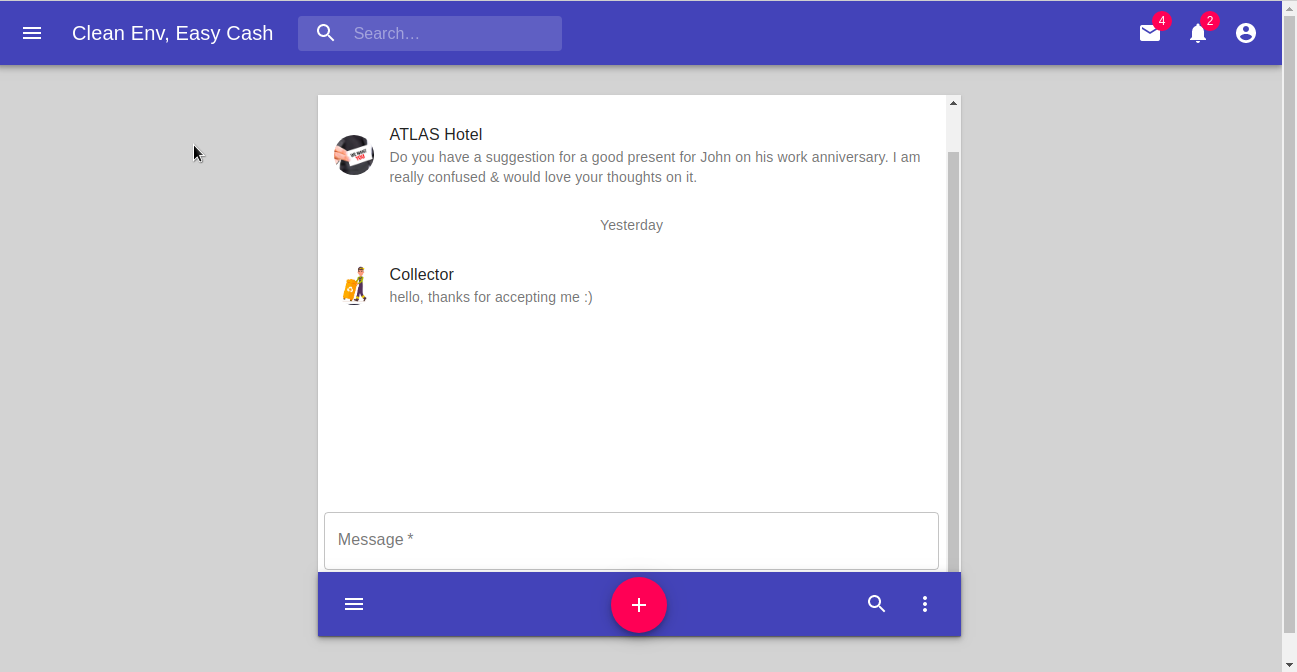 Clean Env, Easy Cash
Search...
4
2
ATLAS Hotel
Do you have a suggestion for a good present for John on his work anniversary. I am
really confused & would love your thoughts on it.
Yesterday
Collector
hello, thanks for accepting me :)
Message *